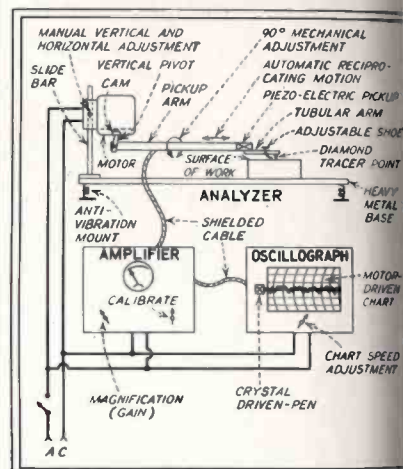 MANUAL VERTICAL AND
HORIZONTAL ADJUSTMENT
SLIDE
BAR
VERTICAL PIVOT
CAM
PICKUP
ARM
MOTOR
90° MECHANICAL
ADJUSTMENT
AUTOMATIC RECIPRO-
CATING MOTION
PIEZO-ELECTRIC PICKUP
TUBULAR ARM
ADJUSTABLE SHOE
DIAMOND
TRACER POINT
SURFACE
OF WORK
ANALYZER
HEAVY
METAL
BASE
ANTI-
VIBRATION
MOUNT
SHIELDED
CABLE
AMPLIFIER
CALIBRATE
OSCILLOGRAPH
MOTOR-
DRIVEN
CHART
CHART SPEED
ADJUSTMENT
CRYSTAL
DRIVEN-PEN
MAGNIFICATION
(GAIN)
AC